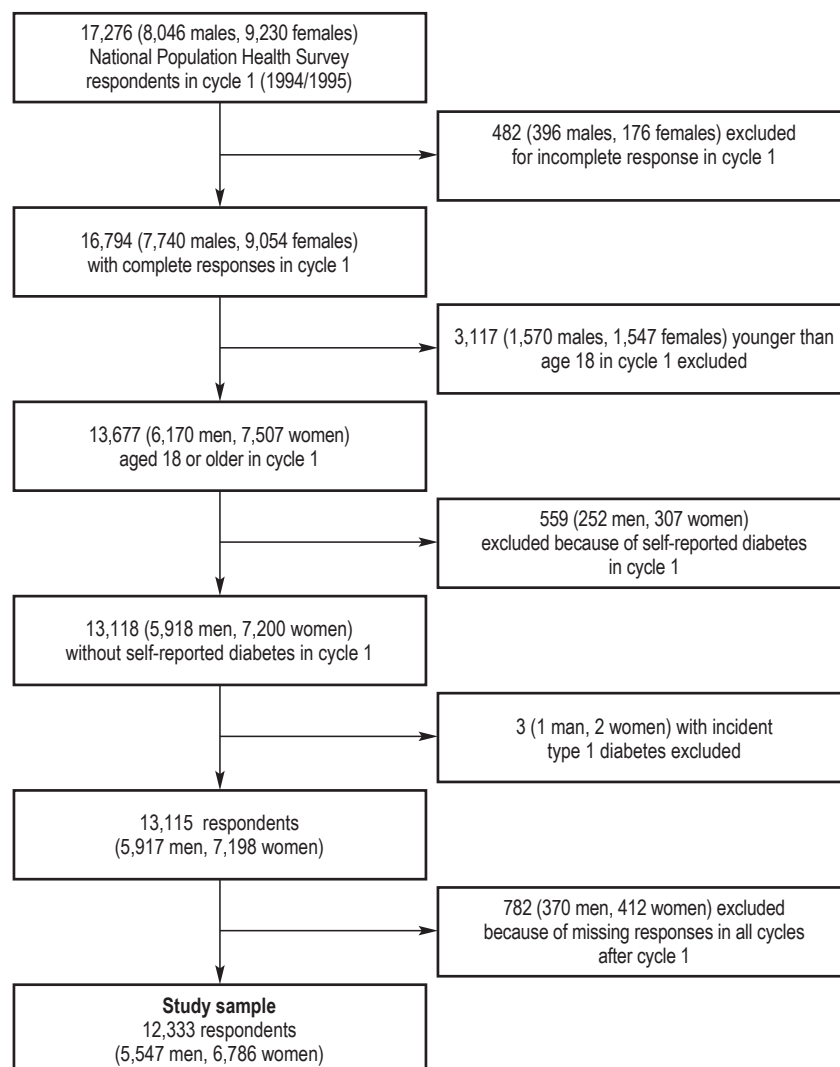 17,276 (8,046 males, 9,230 females)
National Population Health Survey
respondents in cycle 1 (1994/1995)
482 (396 males, 176 females) excluded
for incomplete response in cycle 1
16,794 (7,740 males, 9,054 females)
with complete responses in cycle 1
3,117 (1,570 males, 1,547 females) younger than
age 18 in cycle 1 excluded
13,677 (6,170 men, 7,507 women)
aged 18 or older in cycle 1
559 (252 men, 307 women)
excluded because of self-reported diabetes
in cycle 1
13,118 (5,918 men, 7,200 women)
without self-reported diabetes in cycle 1
3 (1 man, 2 women) with incident
type 1 diabetes excluded
13,115 respondents
(5,917 men, 7,198 women)
782 (370 men, 412 women) excluded
because of missing responses in all cycles
after cycle 1
Study sample
12,333 respondents
(5,547 men, 6,786 women)